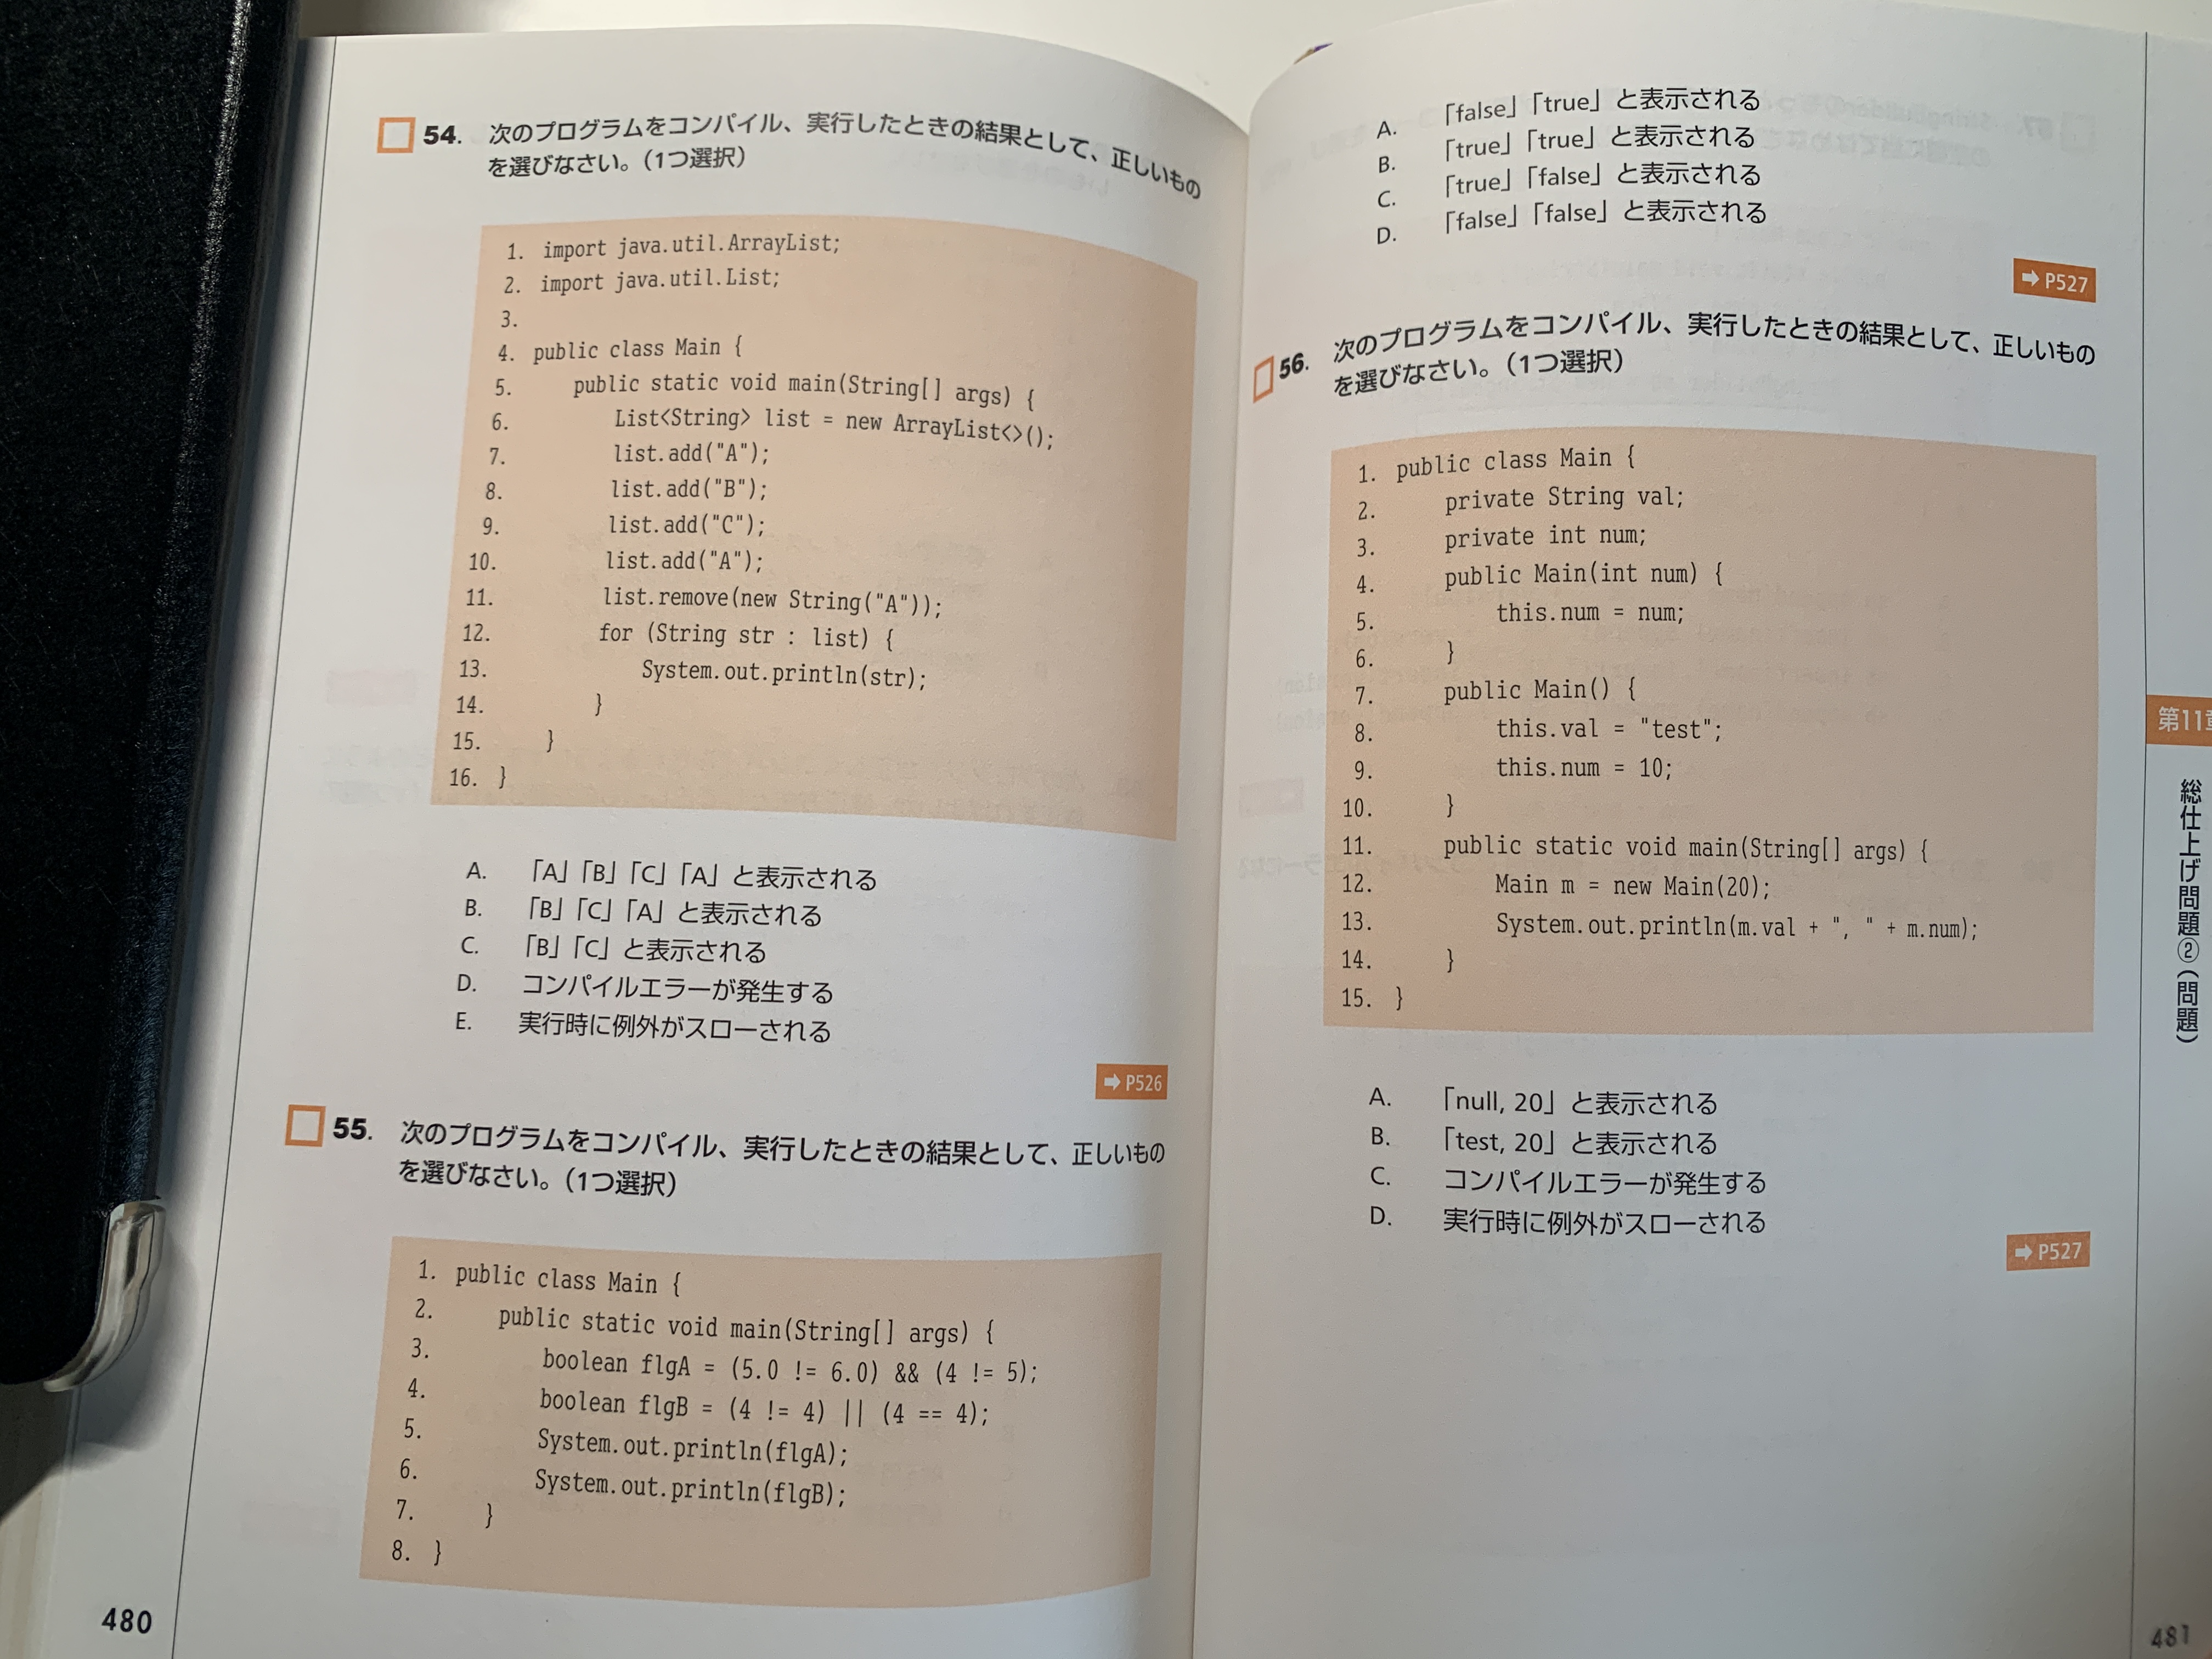 54. 次のプログラムをコンパイル、実行したときの結果として、正しいもの
を選びなさい。（1つ選択）
1. import java.util.ArrayList;
2. import java.util.List;
3.
4. public class Main {
5. public static void main(String[] args) {
6. List<String> list = new ArrayList<>();
7. list.add("A");
8. list.add("B");
9. list.add("C");
10. list.add("A");
11. list.remove(new String("A"));
12. for (String str : list) {
13. System.out.println(str);
14. }
15. }
16. }
A. 「A」「B」「C」「A」と表示される
B. 「B」「C」「A」と表示される
C. 「B」「C」と表示される
D. コンパイルエラーが発生する
E. 実行時に例外がスローされる
➡ P526
55. 次のプログラムをコンパイル、実行したときの結果として、正しいもの
を選びなさい。（1つ選択）
1. public class Main {
2. public static void main(String[] args) {
3. boolean flgA = (5.0 != 6.0) && (4 != 5);
4. boolean flgB = (4 != 4) || (4 == 4);
5. System.out.println(flgA);
6. System.out.println(flgB);
7. }
8. }
480
A. 「false」「true」と表示される
B. 「true」「true」と表示される
C. 「true」「false」と表示される
D. 「false」「false」と表示される
➡ P527
56. 次のプログラムをコンパイル、実行したときの結果として、正しいもの
を選びなさい。（1つ選択）
1. public class Main {
2. private String val;
3. private int num;
4. public Main(int num) {
5. this.num = num;
6. }
7. public Main() {
8. this.val = "test";
9. this.num = 10;
10. }
11. public static void main(String[] args) {
12. Main m = new Main(20);
13. System.out.println(m.val + ", " + m.num);
14. }
15. }
A. 「null, 20」と表示される
B. 「test, 20」と表示される
C. コンパイルエラーが発生する
D. 実行時に例外がスローされる
➡ P527
第11章
総仕上げ問題②（問題）
481